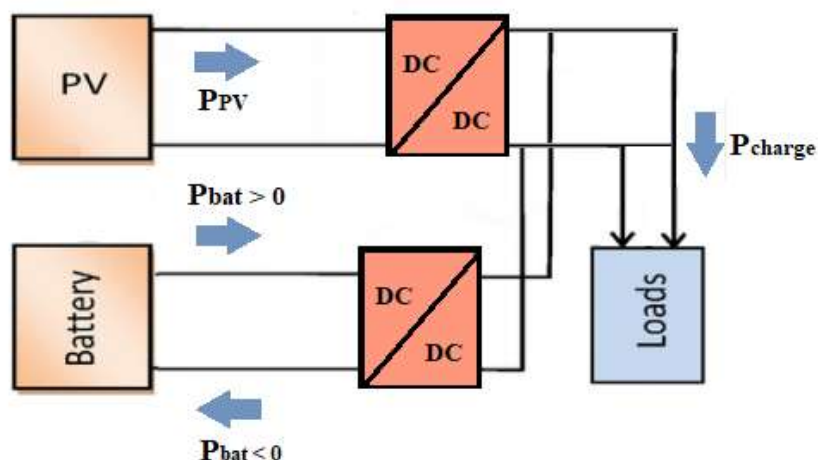 PV
PPV
DC
DC
Pcharge
Pbat > 0
Battery
DC
DC
Loads
Pbat < 0